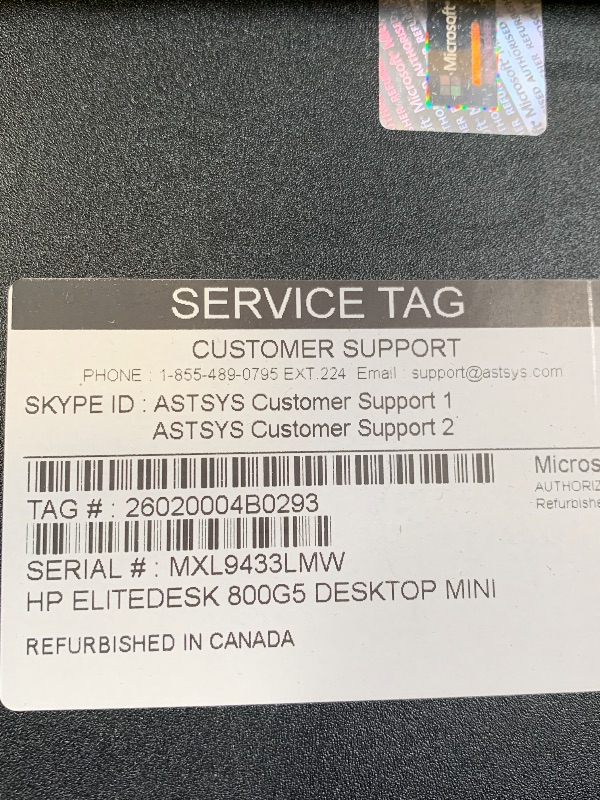 Microsoft
SERVICE TAG
CUSTOMER SUPPORT
PHONE : 1-855-489-0795 EXT.224 Email : support@astsys.com
SKYPE ID : ASTSYS Customer Support 1
ASTSYS Customer Support 2
Micros
AUTHORIZ
Refurbishe
TAG # : 26020004B0293
SERIAL # : MXL9433LMW
HP ELITEDESK 800G5 DESKTOP MINI
REFURBISHED IN CANADA